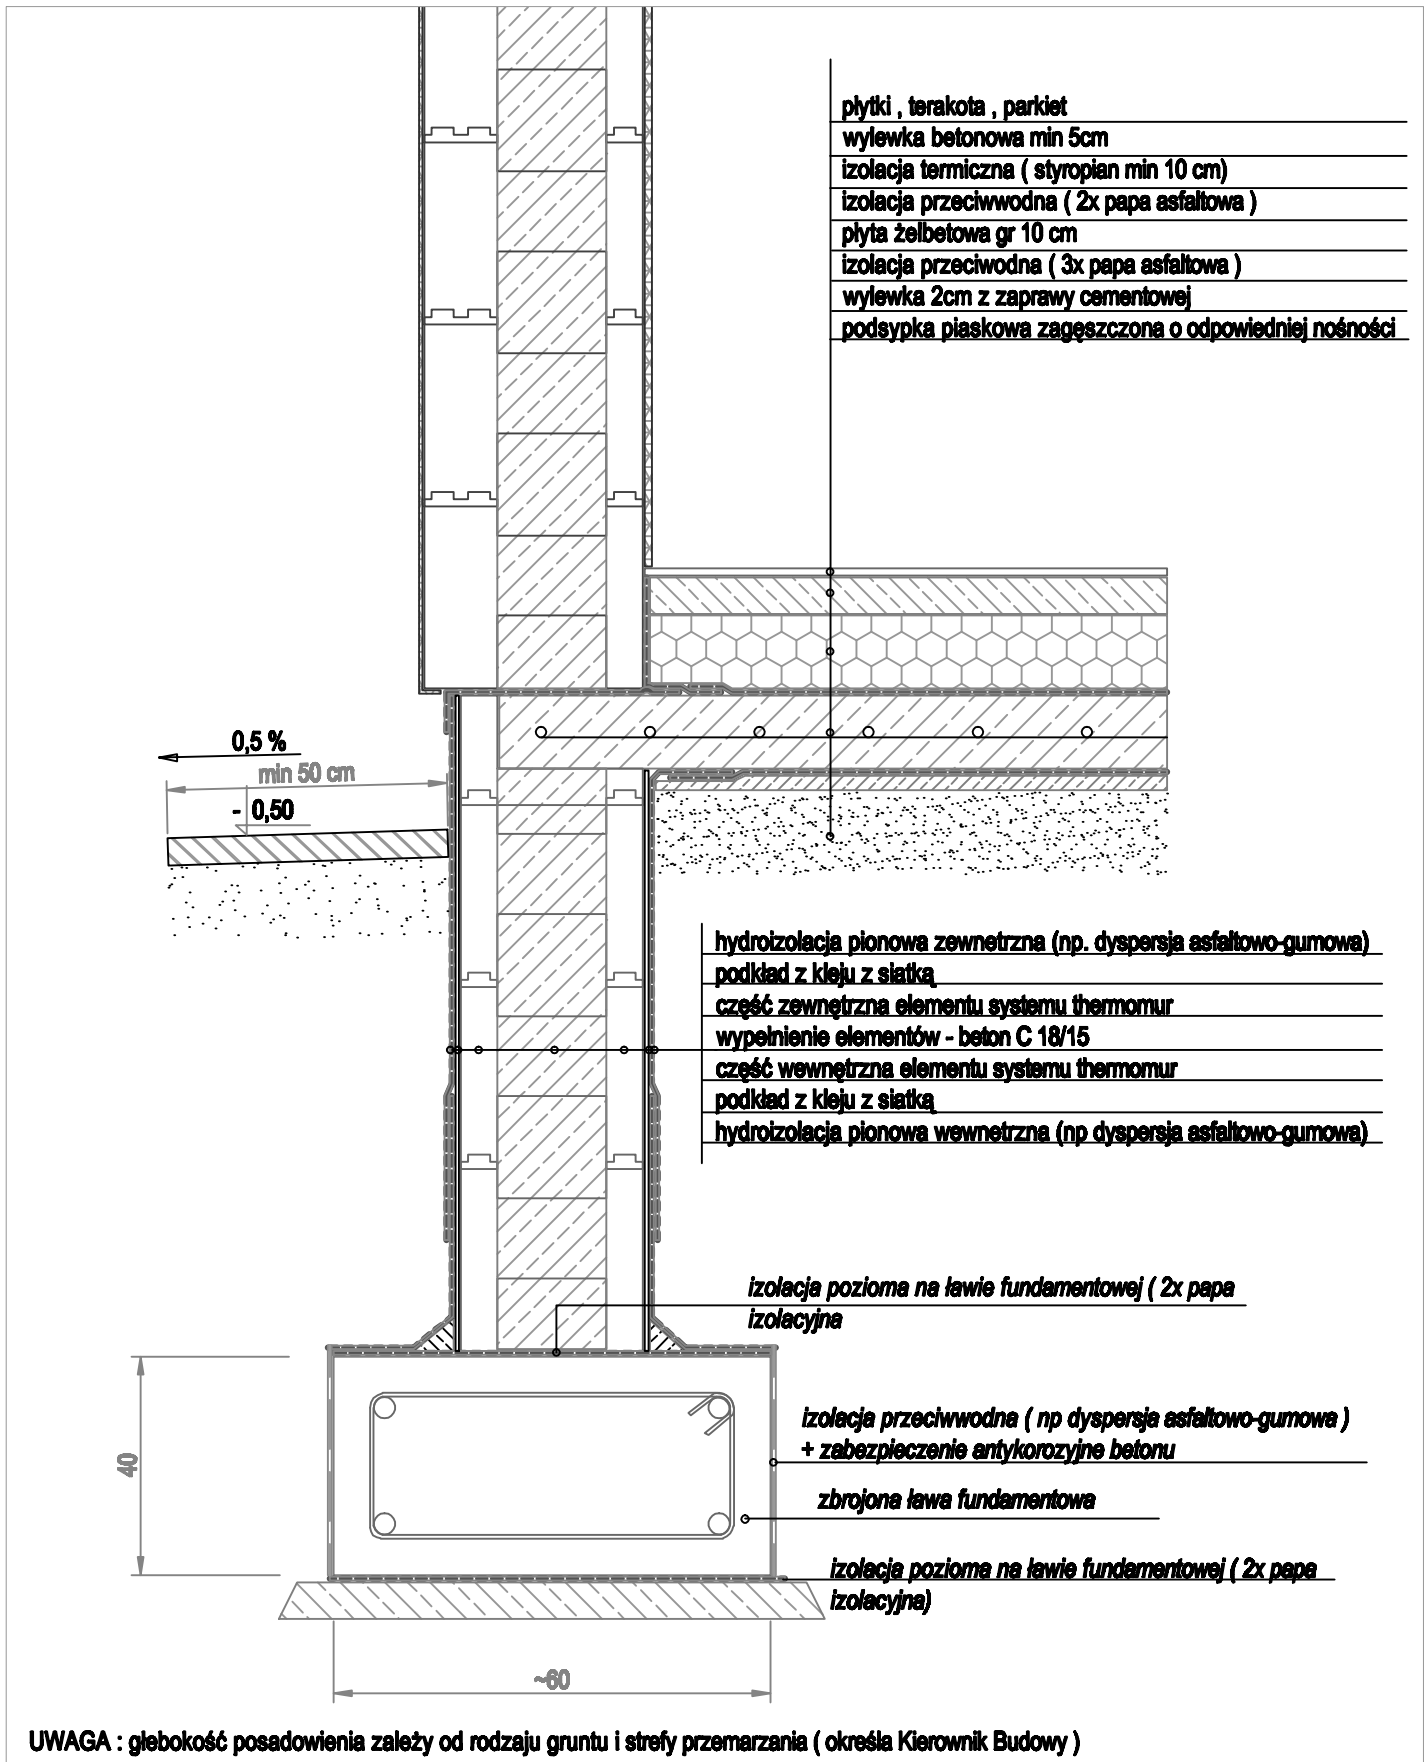 płytki , terakota , parkiet
wylewka betonowa min 5cm
izolacja termiczna ( styropian min 10 cm)
izolacja przeciwwodna ( 2x papa asfaltowa )
płyta żelbetowa gr 10 cm
izolacja przeciwodna ( 3x papa asfaltowa )
wylewka 2cm z zaprawy cementowej
podsypka piaskowa zagęszczona o odpowiedniej nośności
0,5 %
min 50 cm
- 0,50
hydroizolacja pionowa zewnetrzna (np. dyspersja asfaltowo-gumowa)
podkład z kleju z siatką
część zewnętrzna elementu systemu thermomur
wypełnienie elementów - beton C 18/15
część wewnętrzna elementu systemu thermomur
podkład z kleju z siatką
hydroizolacja pionowa wewnetrzna (np dyspersja asfaltowo-gumowa)
izolacja pozioma na ławie fundamentowej ( 2x papa
izolacyjna
izolacja przeciwwodna ( np dyspersja asfaltowo-gumowa )
+ zabezpieczenie antykorozyjne betonu
40
zbrojona ława fundamentowa
izolacja pozioma na ławie fundamentowej ( 2x papa
izolacyjna)
~60
UWAGA : głebokość posadowienia zależy od rodzaju gruntu i strefy przemarzania ( określa Kierownik Budowy )